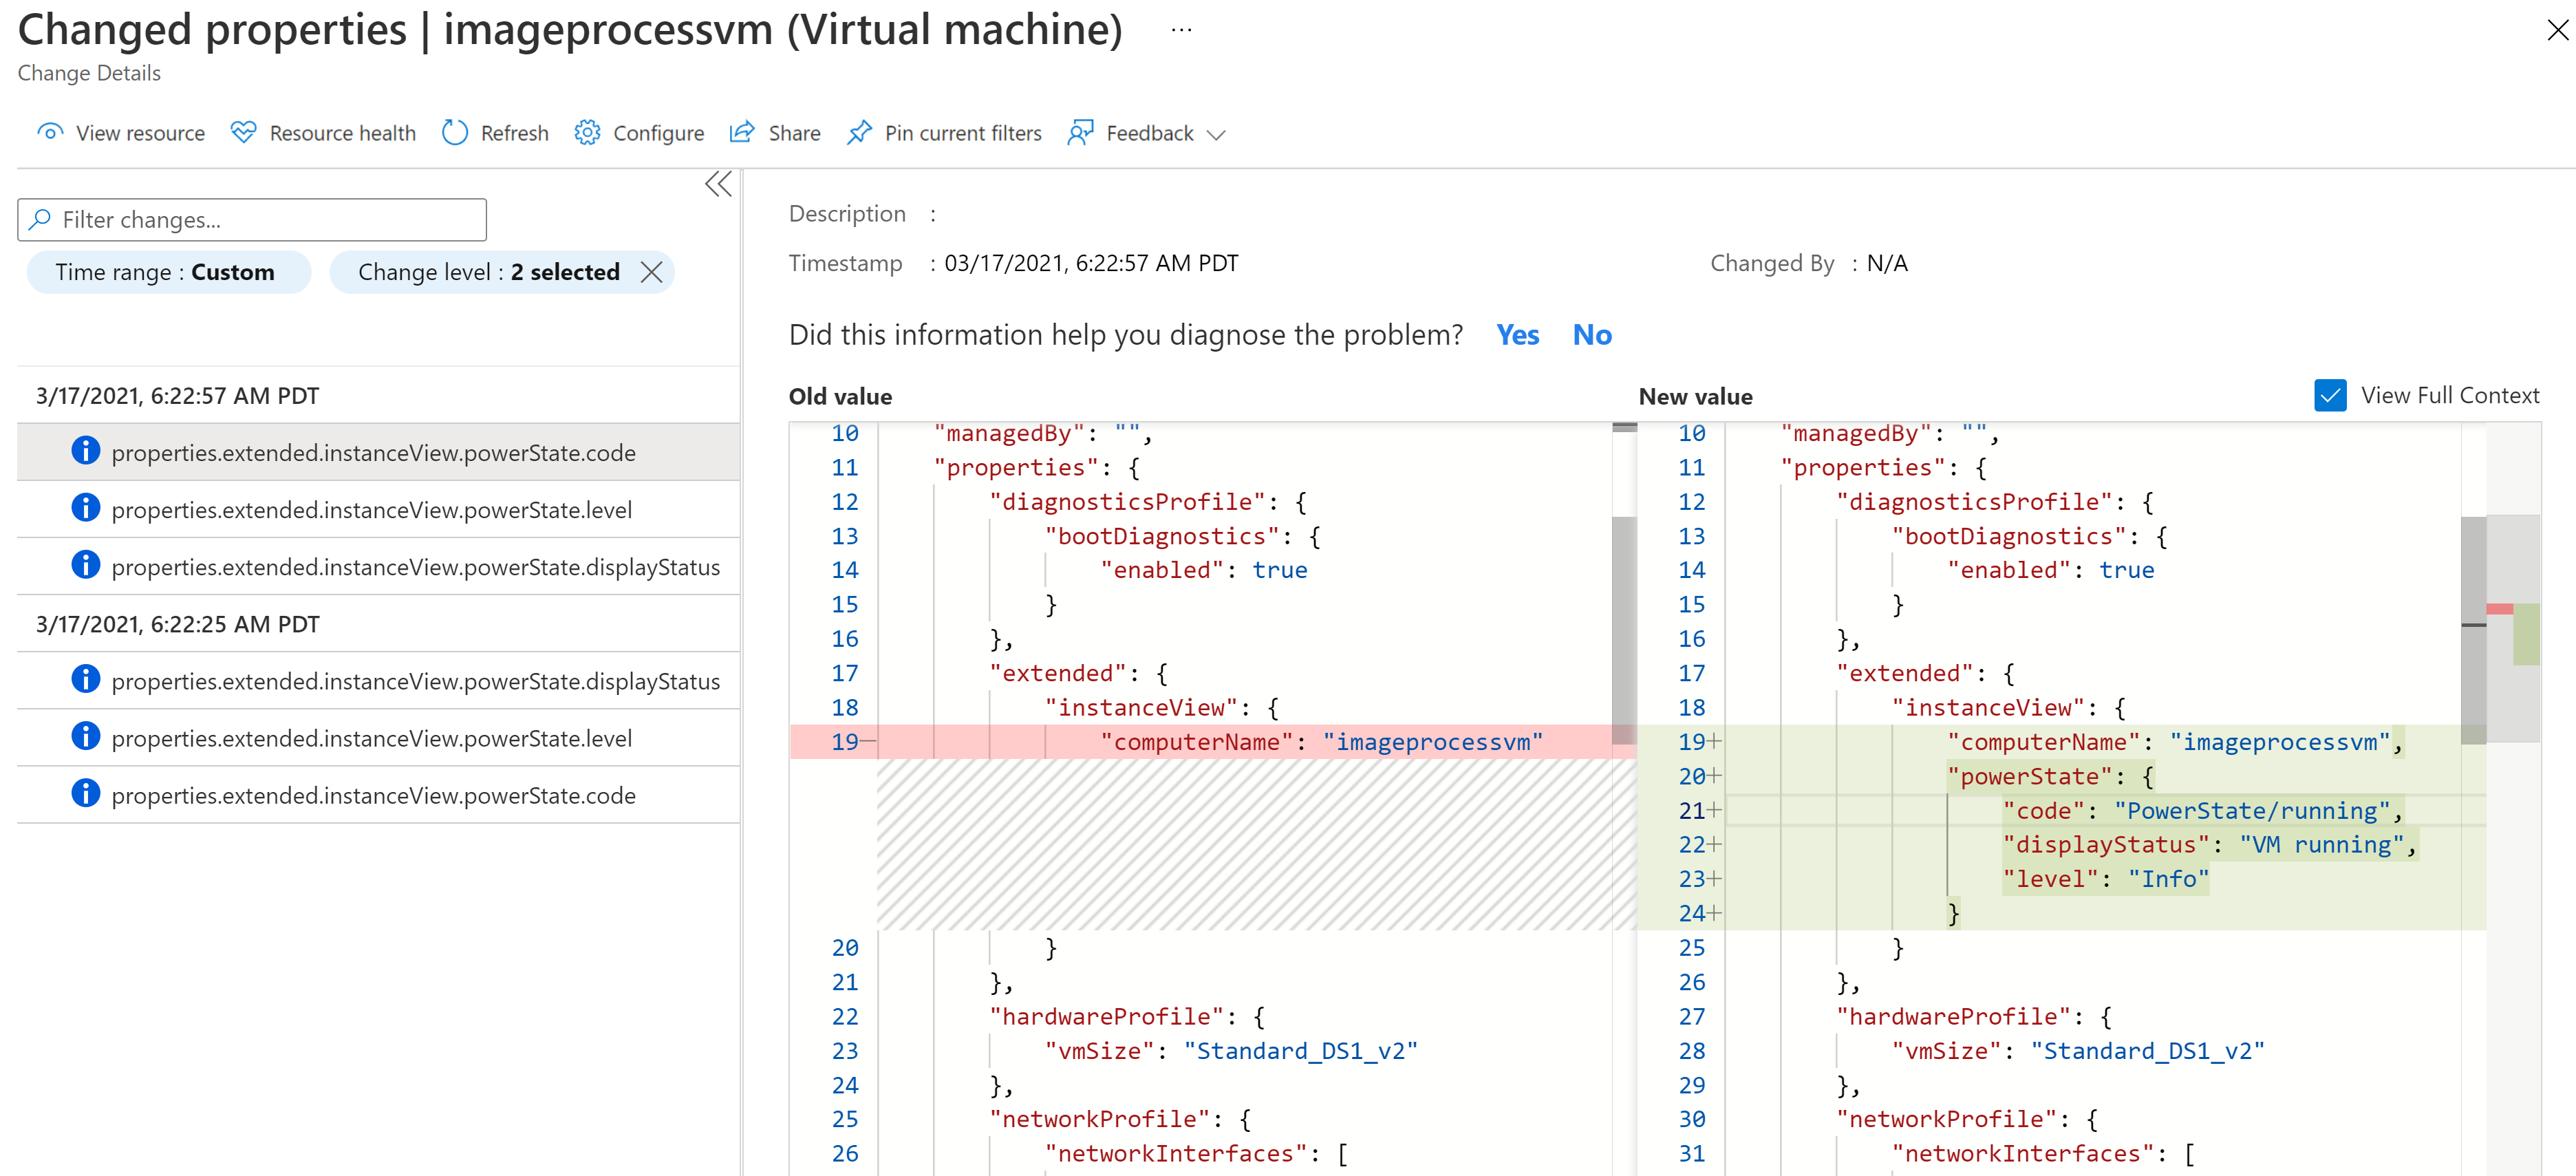 Changed properties | imageprocessvm (Virtual machine) ...
Change Details
View resource Resource health Refresh Configure Share Pin current filters Feedback
Filter changes...
Time range : Custom Change level : 2 selected
3/17/2021, 6:22:57 AM PDT
properties.extended.instanceView.powerState.code
properties.extended.instanceView.powerState.level
properties.extended.instanceView.powerState.displayStatus
3/17/2021, 6:22:25 AM PDT
properties.extended.instanceView.powerState.displayStatus
properties.extended.instanceView.powerState.level
properties.extended.instanceView.powerState.code
Description :
Timestamp : 03/17/2021, 6:22:57 AM PDT Changed By : N/A
Did this information help you diagnose the problem? Yes No
Old value
10 "managedBy": "",
11 "properties": {
12 "diagnosticsProfile": {
13 "bootDiagnostics": {
14 "enabled": true
15 }
16 },
17 "extended": {
18 "instanceView": {
19− "computerName": "imageprocessvm"
20 }
21 },
22 "hardwareProfile": {
23 "vmSize": "Standard_DS1_v2"
24 },
25 "networkProfile": {
26 "networkInterfaces": [
New value View Full Context
10 "managedBy": "",
11 "properties": {
12 "diagnosticsProfile": {
13 "bootDiagnostics": {
14 "enabled": true
15 }
16 },
17 "extended": {
18 "instanceView": {
19+ "computerName": "imageprocessvm",
20+ "powerState": {
21+ "code": "PowerState/running",
22+ "displayStatus": "VM running",
23+ "level": "Info"
24+ }
25 }
26 },
27 "hardwareProfile": {
28 "vmSize": "Standard_DS1_v2"
29 },
30 "networkProfile": {
31 "networkInterfaces": [